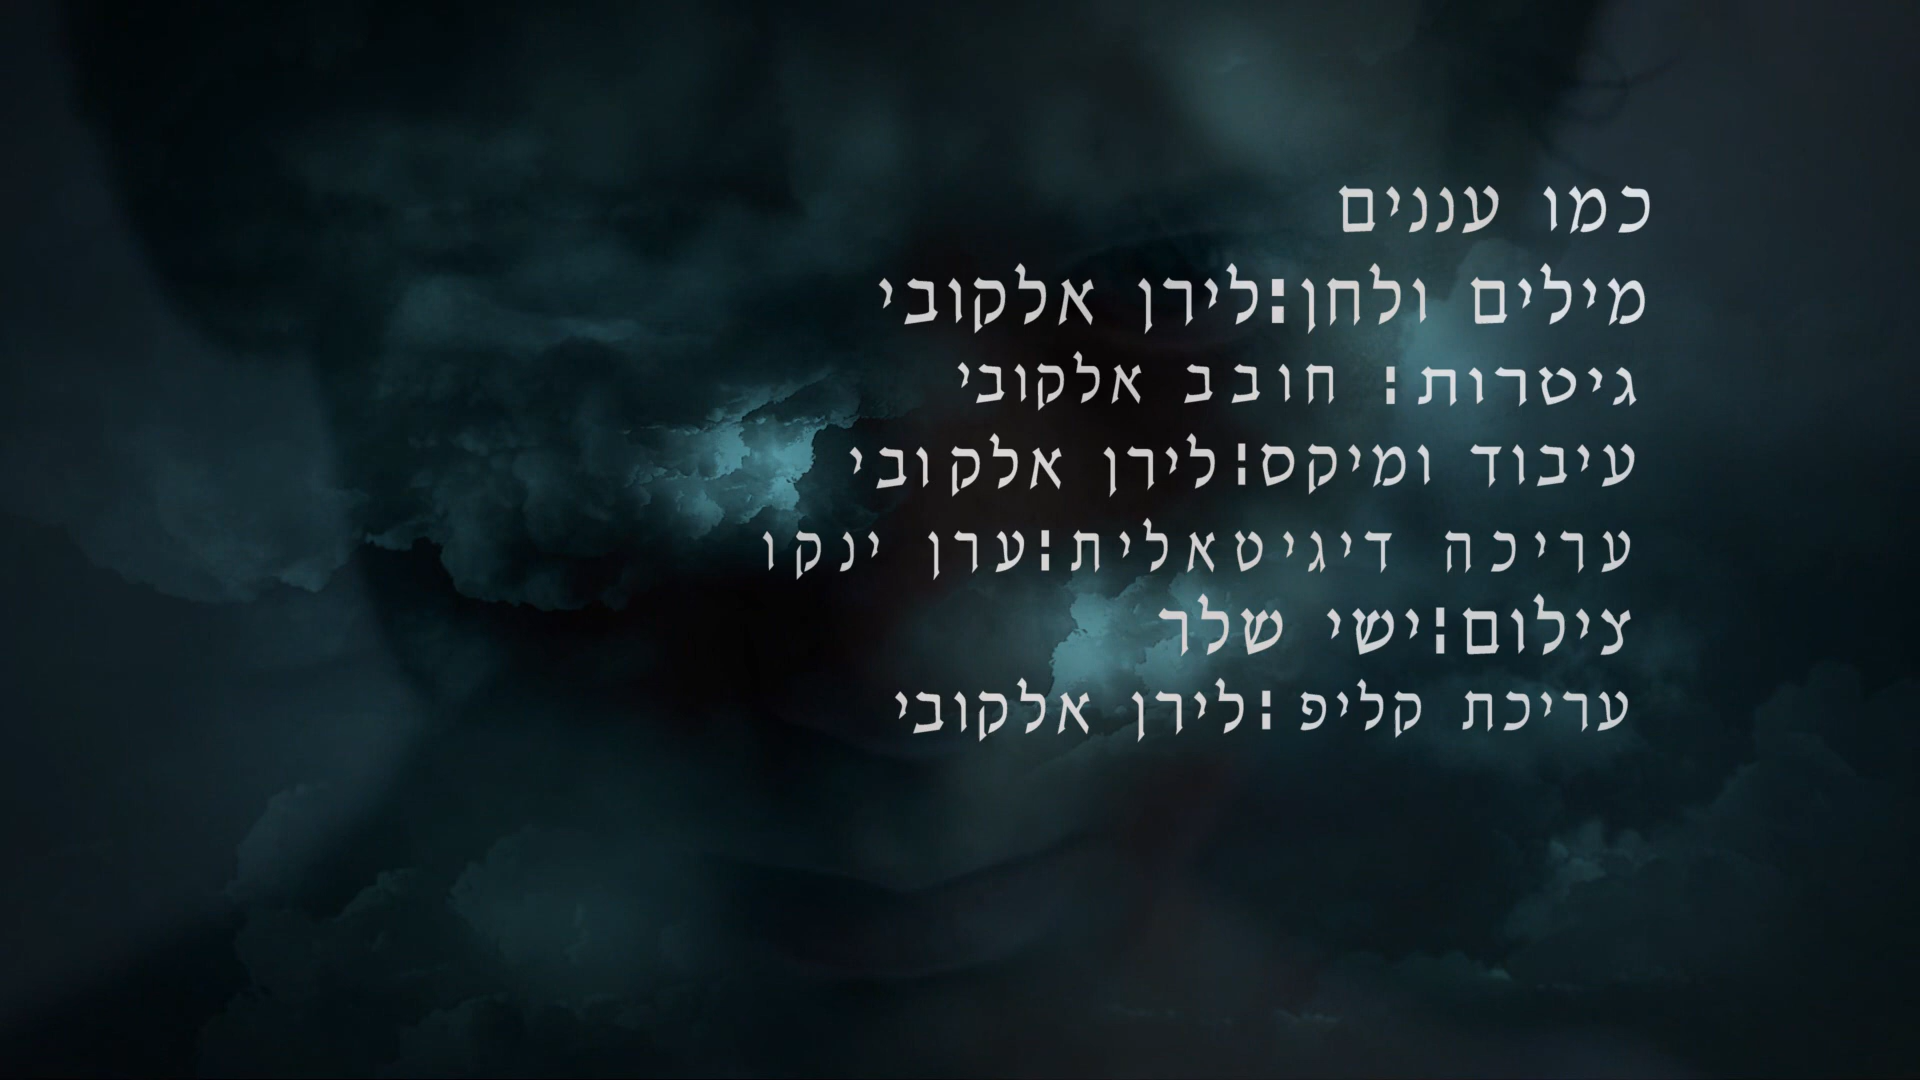 כמו עננים
מילים ולחן:לירן אלקובי
גיטרות: חובב אלקובי
עיבוד ומיקס:לירן אלקובי
עריכה דיגיטאלית:ערן ינקו
צילום:ישי שלר
עריכת קליפ:לירן אלקובי